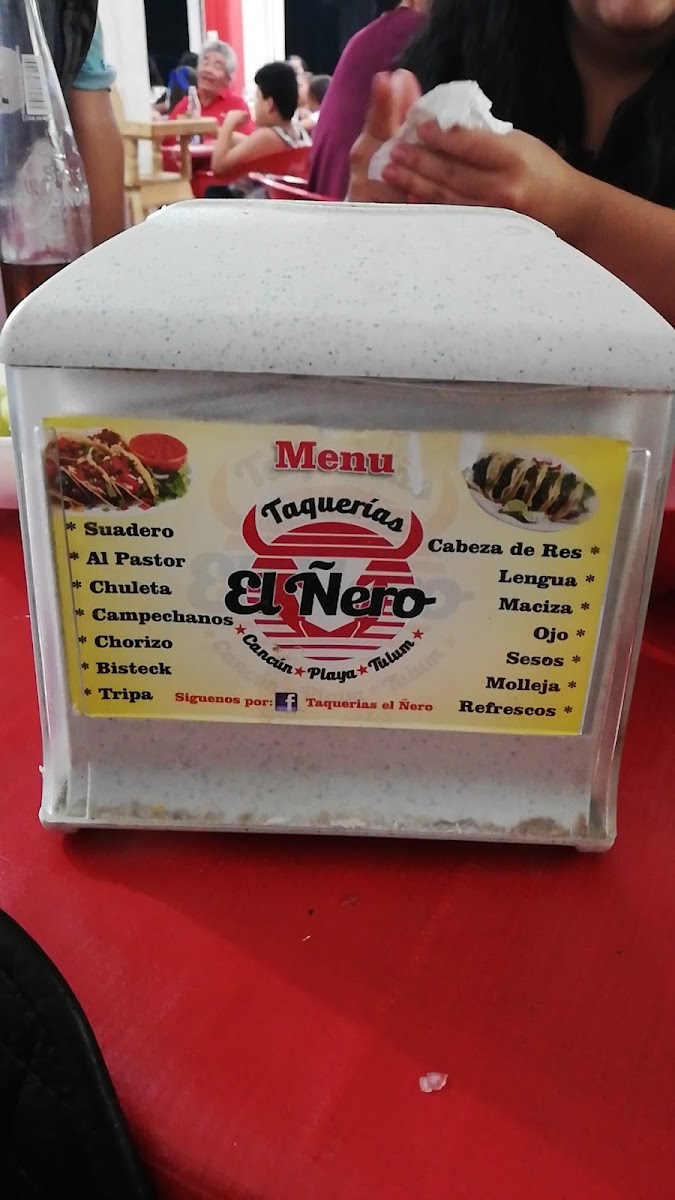 Menu
Taquerías
El Ñero
Cancún ★ Playa ★ Tulum
* Suadero
* Al Pastor
* Chuleta
* Campechanos
* Chorizo
* Bisteck
* Tripa
Cabeza de Res *
Lengua *
Maciza *
Ojo *
Sesos *
Molleja *
Refrescos *
Siguenos por: f Taquerias el Ñero